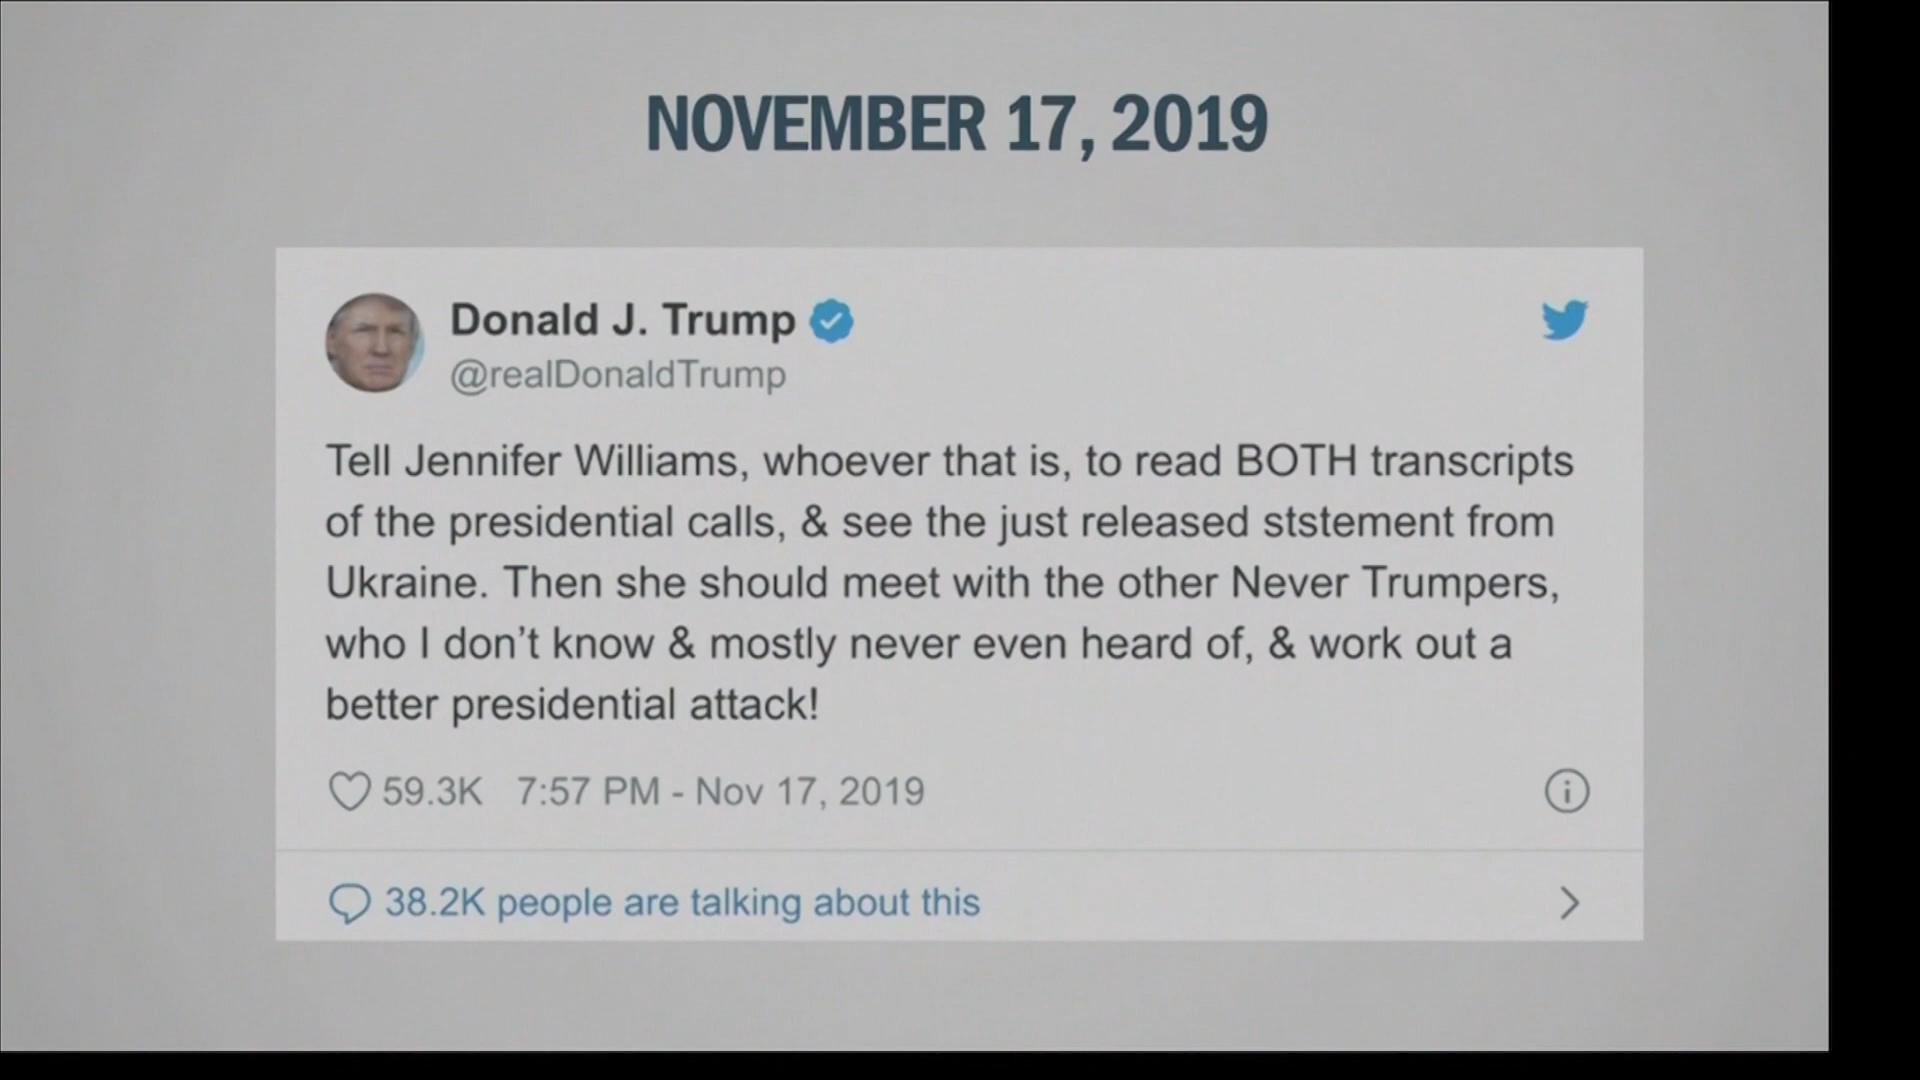 NOVEMBER 17, 2019
Donald J. Trump
@realDonaldTrump
Tell Jennifer Williams, whoever that is, to read BOTH transcripts
of the presidential calls, & see the just released ststement from
Ukraine. Then she should meet with the other Never Trumpers,
who I don’t know & mostly never even heard of, & work out a
better presidential attack!
59.3K 7:57 PM - Nov 17, 2019
38.2K people are talking about this